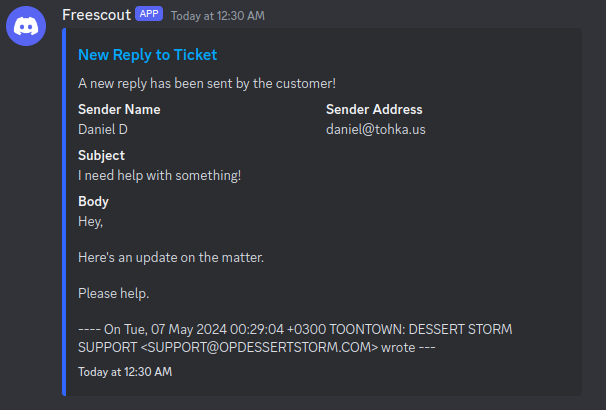 Freescout APP Today at 12:30 AM
New Reply to Ticket
A new reply has been sent by the customer!
Sender Name Sender Address
Daniel D daniel@tohka.us
Subject
I need help with something!
Body
Hey,
Here's an update on the matter.
Please help.
---- On Tue, 07 May 2024 00:29:04 +0300 TOONTOWN: DESSERT STORM
SUPPORT <SUPPORT@OPDESSERTSTORM.COM> wrote ---
Today at 12:30 AM